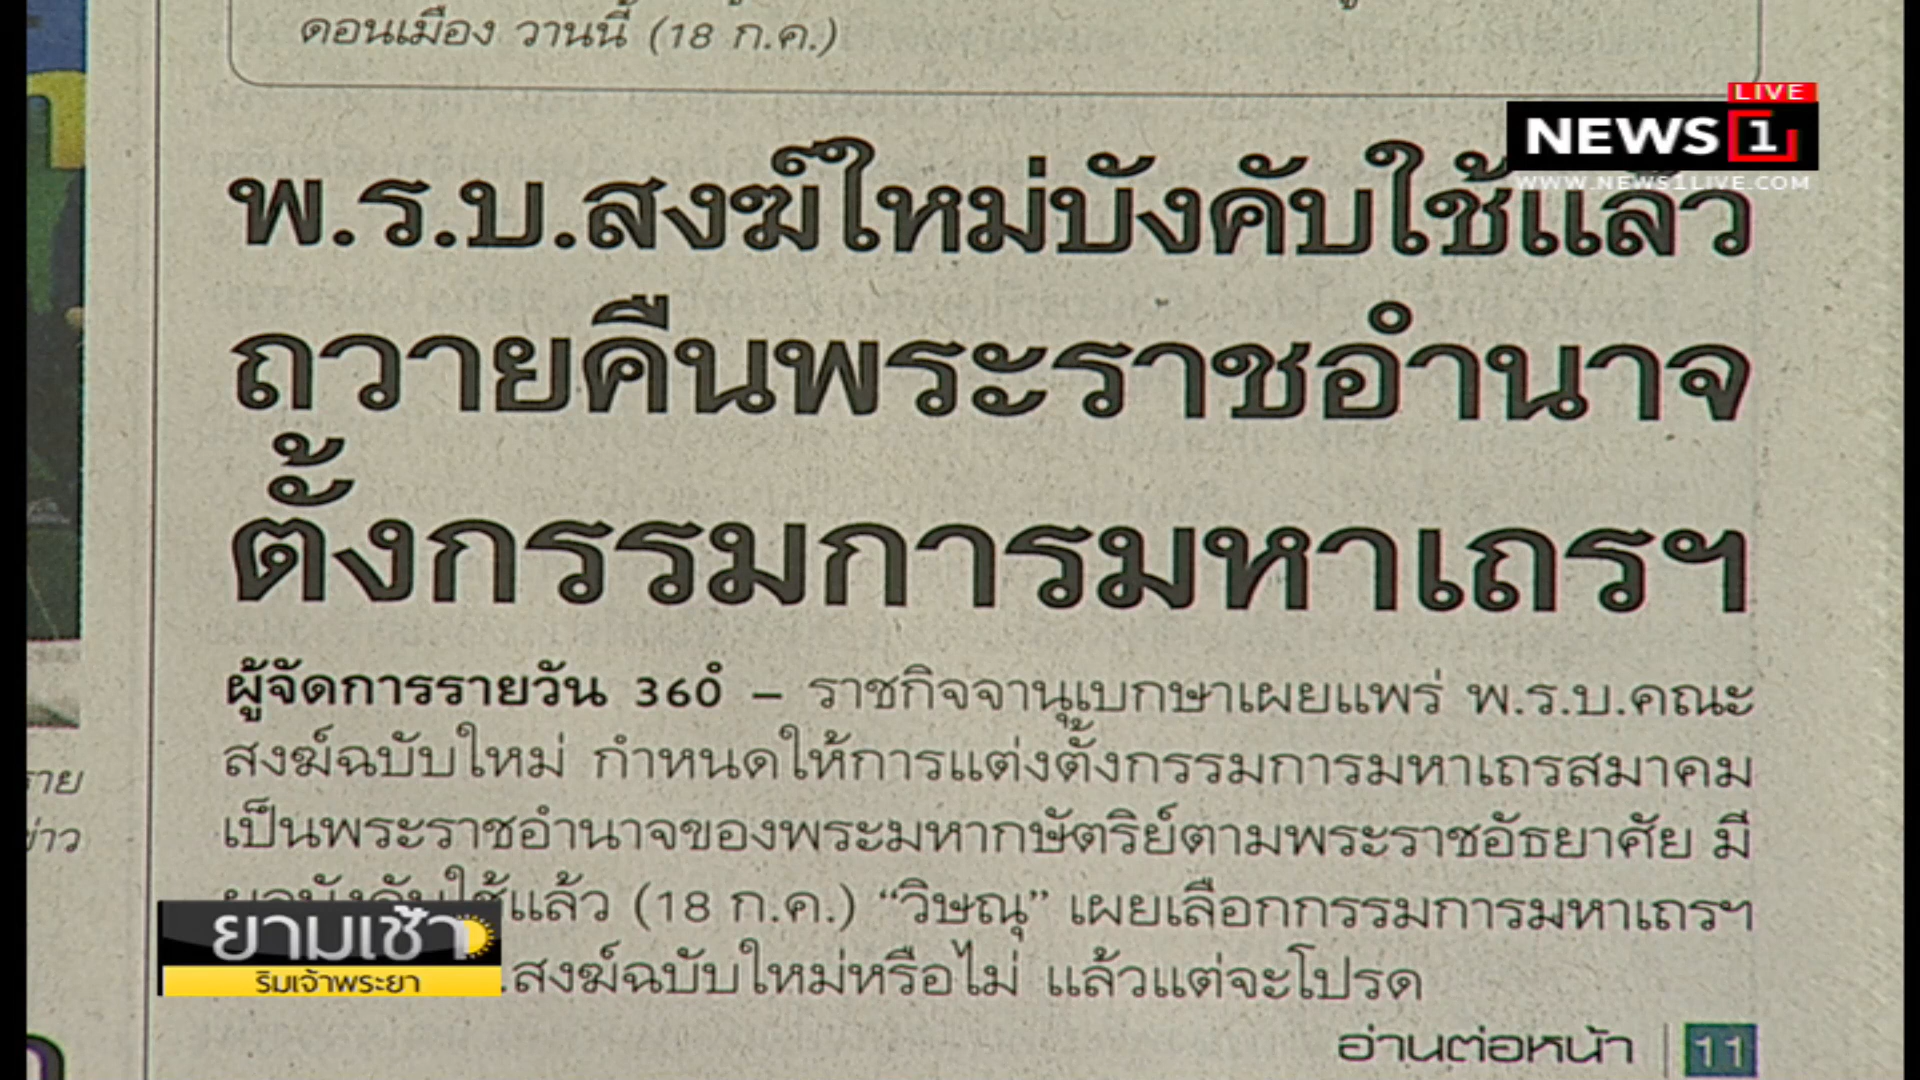 ดอนเมือง วานนี้ (18 ก.ค.)
LIVE
NEWS 1
WWW.NEWS1LIVE.COM
พ.ร.บ.สงฆ์ใหม่บังคับใช้แล้ว
ถวายคืนพระราชอำนาจ
ตั้งกรรมการมหาเถรฯ
ผู้จัดการรายวัน 360ํ – ราชกิจจานุเบกษาเผยแพร่ พ.ร.บ.คณะ
สงฆ์ฉบับใหม่ กำหนดให้การแต่งตั้งกรรมการมหาเถรสมาคม
เป็นพระราชอำนาจของพระมหากษัตริย์ตามพระราชอัธยาศัย มี
ผลบังคับใช้แล้ว (18 ก.ค.) “วิษณุ” เผยเลือกกรรมการมหาเถรฯ
.สงฆ์ฉบับใหม่หรือไม่ แล้วแต่จะโปรด
อ่านต่อหน้า 11
ยามเช้า
ริมเจ้าพระยา